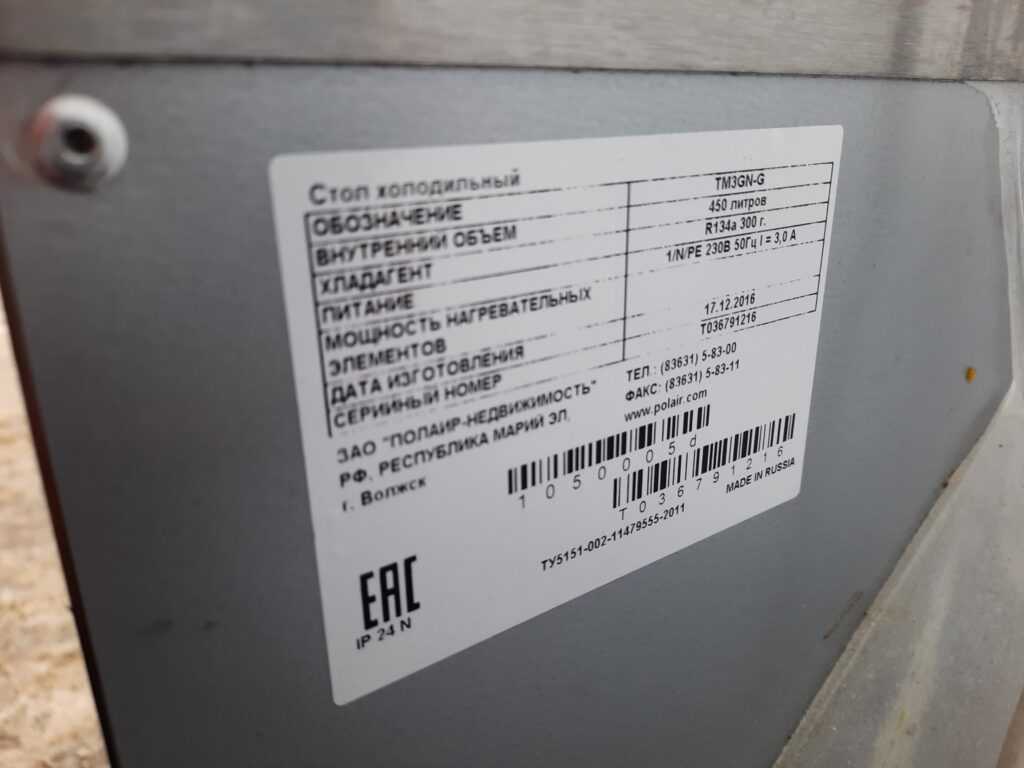 Стол холодильный
ОБОЗНАЧЕНИЕ TM3GN-G
ВНУТРЕННИЙ ОБЪЕМ 450 литров
ХЛАДАГЕНТ R134a 300 г.
ПИТАНИЕ 1/N/PE 230В 50Гц I = 3,0 А
МОЩНОСТЬ НАГРЕВАТЕЛЬНЫХ
ЭЛЕМЕНТОВ
ДАТА ИЗГОТОВЛЕНИЯ 17.12.2016
СЕРИЙНЫЙ НОМЕР T036791216
ЗАО "ПОЛАИР-НЕДВИЖИМОСТЬ" ТЕЛ.: (83631) 5-83-00
РФ, РЕСПУБЛИКА МАРИЙ ЭЛ, ФАКС: (83631) 5-83-11
г. Волжск www.polair.com
1050005d
T036791216
MADE IN RUSSIA
ТУ5151-002-11479555-2011
EAC
IP 24 N